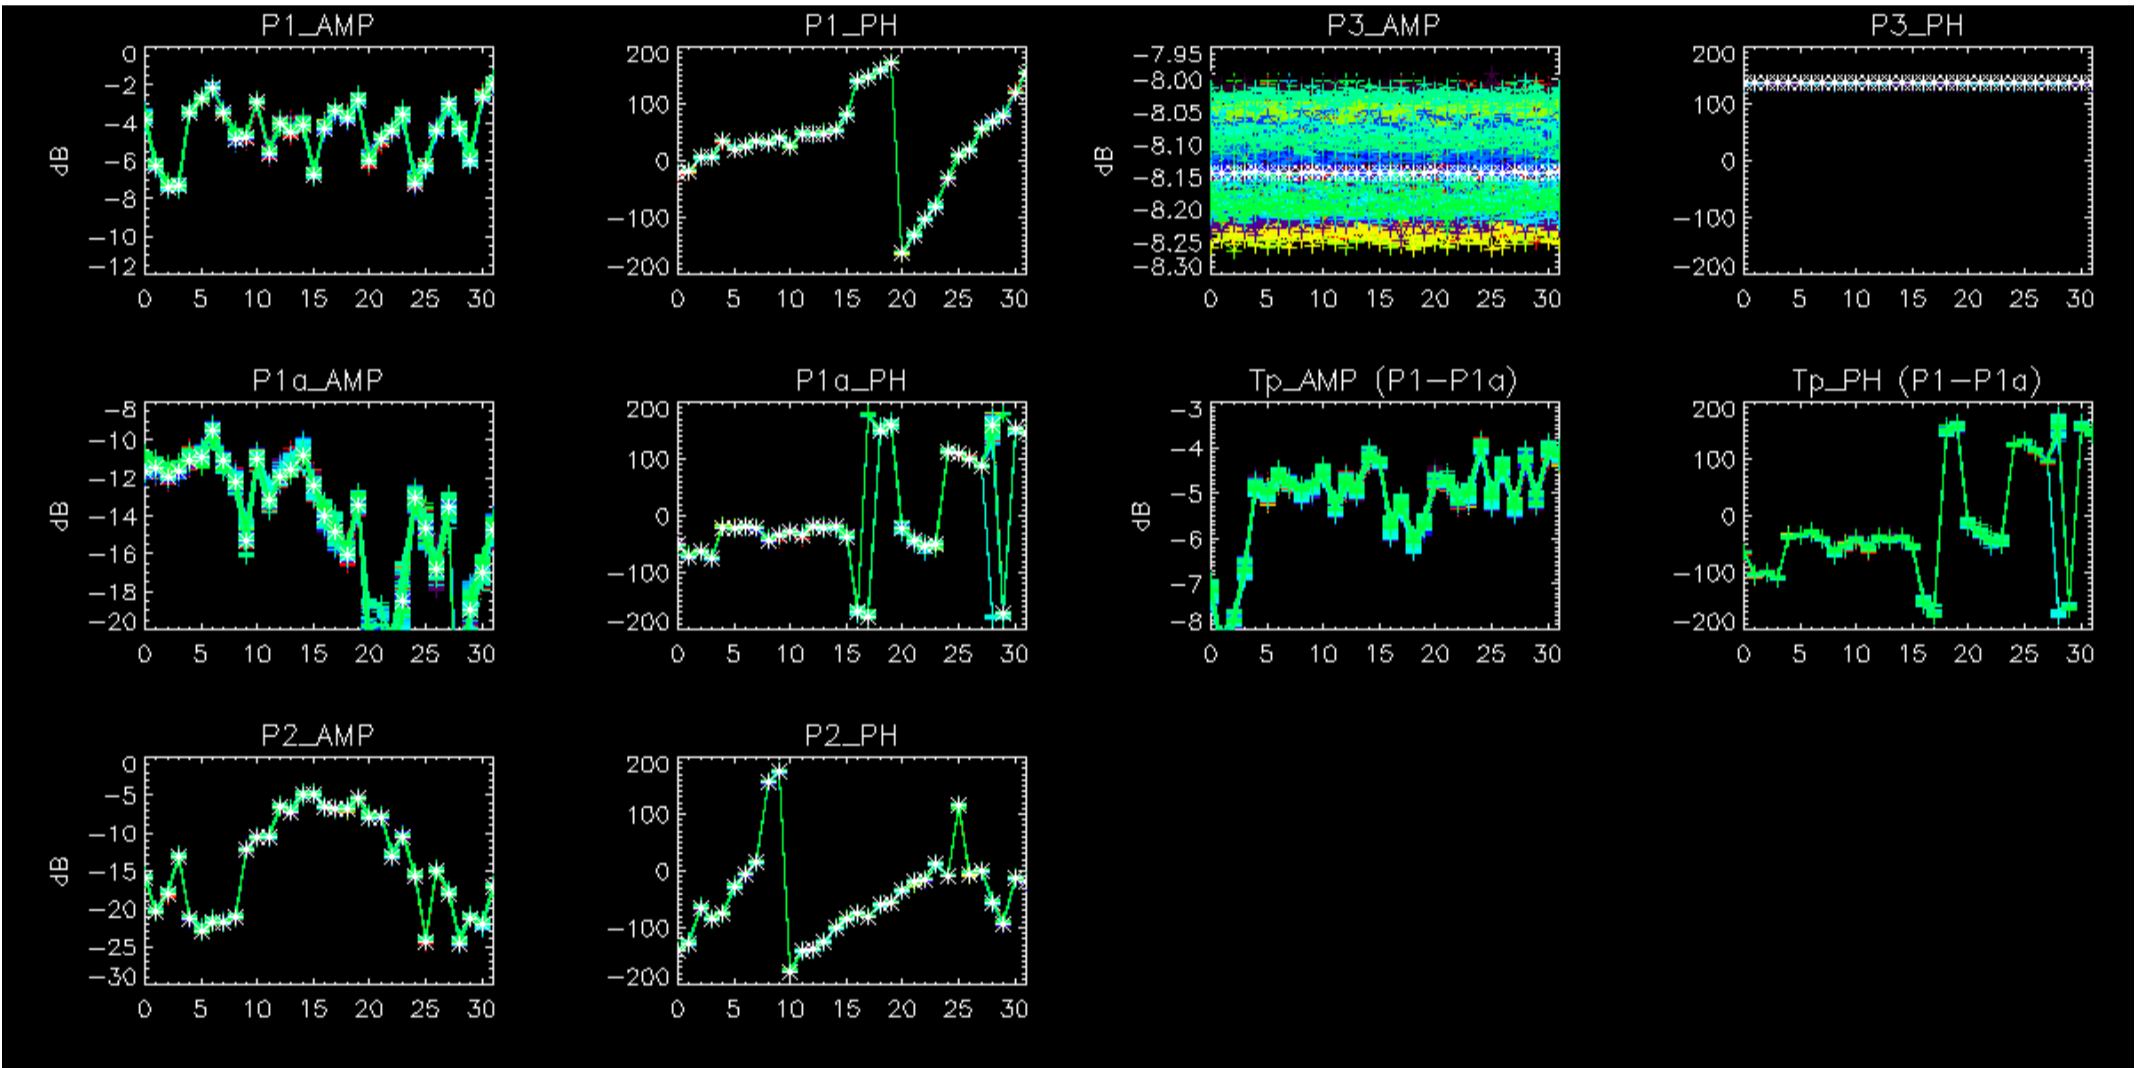 P1_AMP
dB
0
−2
−4
−6
−8
−10
−12
0 5 10 15 20 25 30
P1_PH
200
100
0
−100
−200
0 5 10 15 20 25 30
P3_AMP
dB
−7.95
−8.00
−8.05
−8.10
−8.15
−8.20
−8.25
−8.30
0 5 10 15 20 25 30
P3_PH
200
100
0
−100
−200
0 5 10 15 20 25 30
P1a_AMP
dB
−8
−10
−12
−14
−16
−18
−20
0 5 10 15 20 25 30
P1a_PH
200
100
0
−100
−200
0 5 10 15 20 25 30
Tp_AMP (P1−P1a)
dB
−3
−4
−5
−6
−7
−8
0 5 10 15 20 25 30
Tp_PH (P1−P1a)
200
100
0
−100
−200
0 5 10 15 20 25 30
P2_AMP
dB
0
−5
−10
−15
−20
−25
−30
0 5 10 15 20 25 30
P2_PH
200
100
0
−100
−200
0 5 10 15 20 25 30